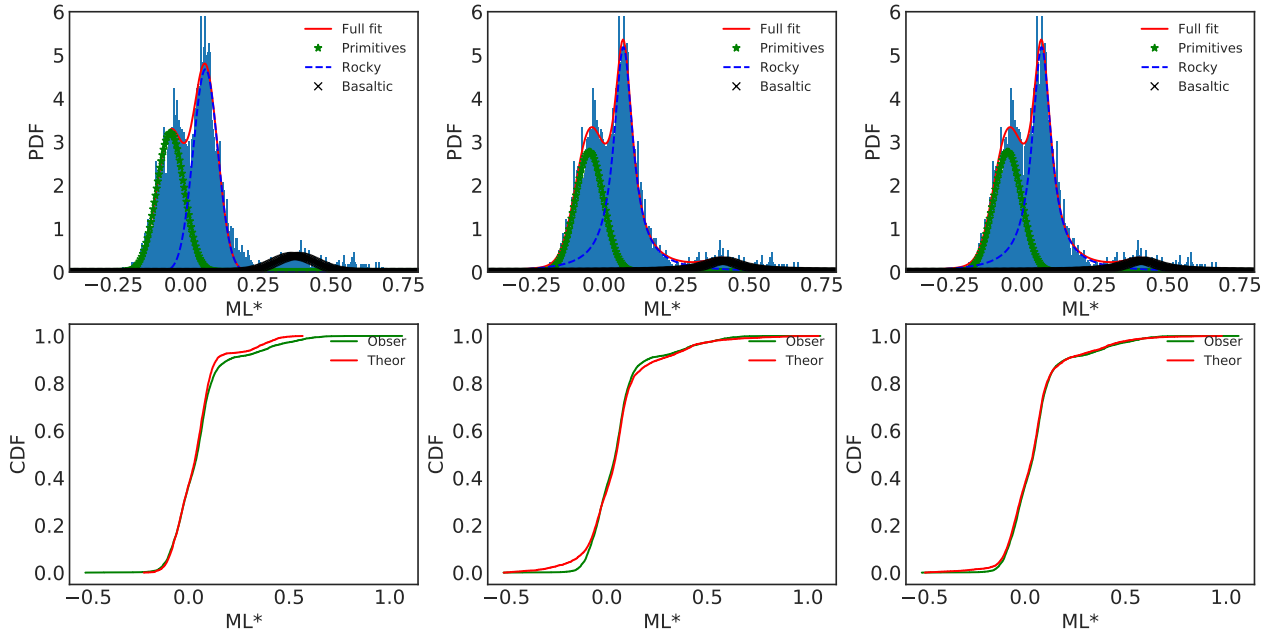 6
5
4
3
2
1
0
PDF
Full fit
Primitives
Rocky
Basaltic
−0.25 0.00 0.25 0.50 0.75
ML*
6
5
4
3
2
1
0
PDF
Full fit
Primitives
Rocky
Basaltic
−0.25 0.00 0.25 0.50 0.75
ML*
6
5
4
3
2
1
0
PDF
Full fit
Primitives
Rocky
Basaltic
−0.25 0.00 0.25 0.50 0.75
ML*
1.0
0.8
0.6
0.4
0.2
0.0
CDF
Obser
Theor
−0.5 0.0 0.5 1.0
ML*
1.0
0.8
0.6
0.4
0.2
0.0
CDF
Obser
Theor
−0.5 0.0 0.5 1.0
ML*
1.0
0.8
0.6
0.4
0.2
0.0
CDF
Obser
Theor
−0.5 0.0 0.5 1.0
ML*